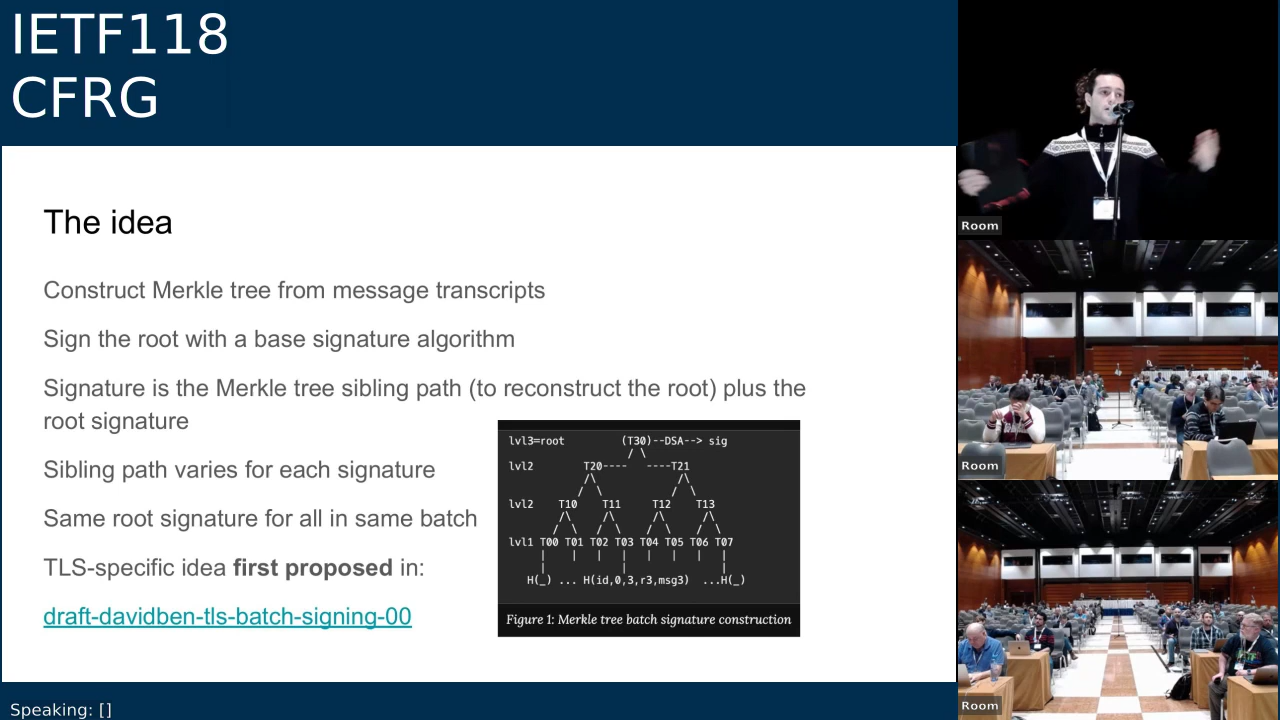 IETF118
CFRG
The idea
Construct Merkle tree from message transcripts
Sign the root with a base signature algorithm
Signature is the Merkle tree sibling path (to reconstruct the root) plus the
root signature
Sibling path varies for each signature
Same root signature for all in same batch
TLS-specific idea first proposed in:
draft-davidben-tls-batch-signing-00
lvl3=root (T30)--DSA--> sig
/ \
lvl2 T20---- ----T21
/\ /\
/ \ / \
lvl2 T10 T11 T12 T13
/\ /\ /\ /\
/ \ / \ / \ / \
lvl1 T00 T01 T02 T03 T04 T05 T06 T07
| | | | | | | |
| | |
H(_) ... H(id,0,3,r3,msg3) ...H(_)
Figure 1: Merkle tree batch signature construction
Speaking: []
Room
Room
Room